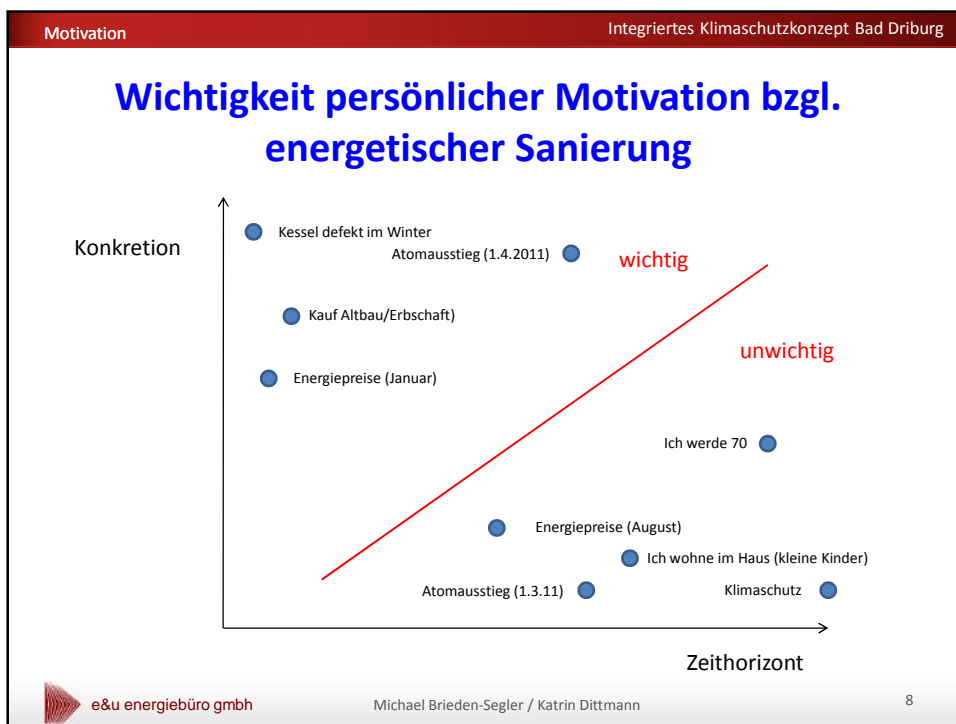 Motivation
Integriertes Klimaschutzkonzept Bad Driburg
Wichtigkeit persönlicher Motivation bzgl.
energetischer Sanierung
Konkretion
Kessel defekt im Winter
Atomausstieg (1.4.2011)
wichtig
Kauf Altbau/Erbschaft)
unwichtig
Energiepreise (Januar)
Ich werde 70
Energiepreise (August)
Ich wohne im Haus (kleine Kinder)
Atomausstieg (1.3.11)
Klimaschutz
Zeithorizont
e&u energiebüro gmbh
Michael Brieden-Segler / Katrin Dittmann
8